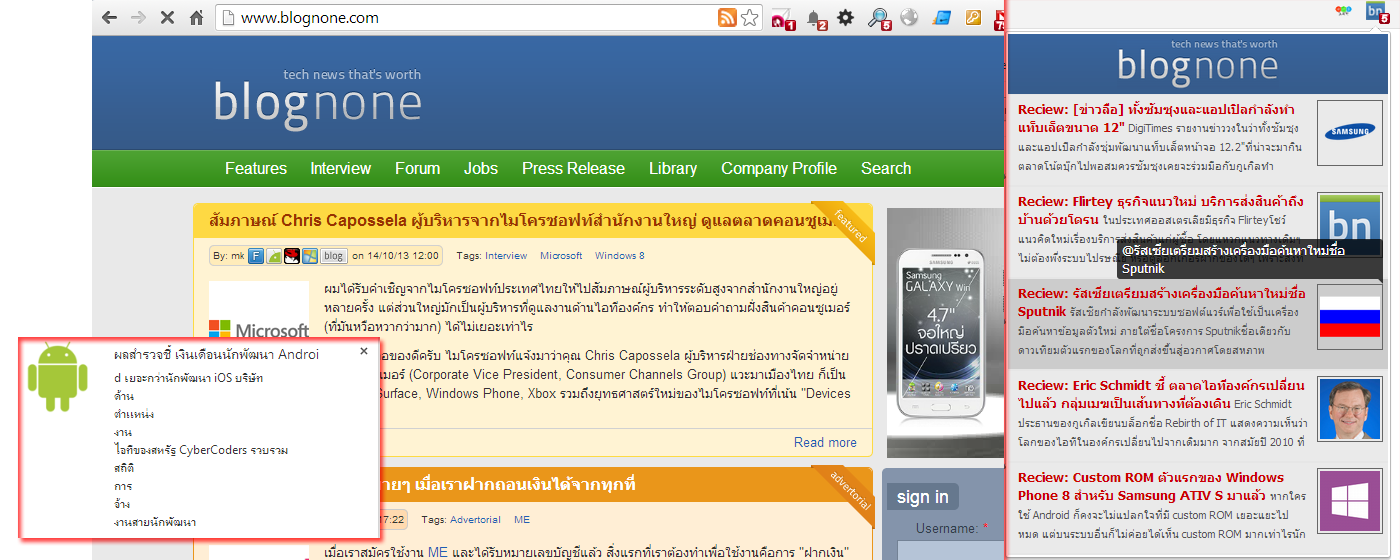 www.blognone.com
1
2
5
tech news that's worth
blognone
Features Interview Forum Jobs Press Release Library Company Profile Search
สัมภาษณ์ Chris Capossela ผู้บริหารจากไมโครซอฟท์สำนักงานใหญ่ ดูแลตลาดคอนซูเม..
featured
By: mk blog on 14/10/13 12:00 Tags: Interview Microsoft Windows 8
ผมได้รับคำเชิญจากไมโครซอฟท์ประเทศไทยให้ไปสัมภาษณ์ผู้บริหารระดับสูงจากสำนักงานใหญ่อยู่
หลายครั้ง แต่ส่วนใหญ่มักเป็นผู้บริหารที่ดูแลงานด้านไอทีองค์กร ทำให้ตอบคำถามฝั่งสินค้าคอนซูเมอร์
(ที่มันหรือหวากว่ามาก) ได้ไม่เยอะเท่าไร
Microsoft
อของดีครับ ไมโครซอฟท์แจ้งมาว่าคุณ Chris Capossela ผู้บริหารฝ่ายช่องทางจัดจำหน่าย
เมอร์ (Corporate Vice President, Consumer Channels Group) แวะมาเมืองไทย ก็เป็น
Surface, Windows Phone, Xbox รวมถึงยุทธศาสตร์ใหม่ของไมโครซอฟท์ที่เน้น "Devices
Read more
ายๆ เมื่อเราฝากถอนเงินได้จากทุกที่
advertorial
17:22 Tags: Advertorial ME
เมื่อเราสมัครใช้งาน ME และได้รับหมายเลขบัญชีแล้ว สิ่งแรกที่เราต้องทำเพื่อใช้งานคือการ "ฝากเงิน"
Samsung
GALAXY Win
4.7"
จอใหญ่
ปราดเปรียว
sign in
Username: *
ผลสำรวจชี้ เงินเดือนนักพัฒนา Androi
d เยอะกว่านักพัฒนา iOS บริษัท
ด้าน
ตำแหน่ง
งาน
ไอทีของสหรัฐ CyberCoders รวบรวม
สถิติ
การ
จ้าง
งานสายนักพัฒนา
bn
5
tech news that's worth
blognone
Reciew: [ข่าวลือ] ทั้งซัมซุงและแอปเปิลกำลังทำ
แท็บเล็ตขนาด 12" DigiTimes รายงานข่าววงในว่าทั้งซัมซุง
และแอปเปิลกำลังซุ่มพัฒนาแท็บเล็ตหน้าจอ 12.2"ที่น่าจะมากิน
ตลาดโน้ตบุ๊กไปพอสมควรซัมซุงเคยจะร่วมมือกับกูเกิลทำ
SAMSUNG
Review: Flirtey ธุรกิจแนวใหม่ บริการส่งสินค้าถึง
บ้านด้วยโดรน ในประเทศออสเตรเลียมีธุรกิจ Flirteyโชว์
แนวคิดใหม่เรื่องบริการส่งสินค้าแก่ผู้ซื้อ
ไม่ต้องพึ่งระบบไปรษณีย์
bn
@รัสเซียเตรียมสร้างเครื่องมือค้นหาใหม่ชื่อ
Sputnik
Review: รัสเซียเตรียมสร้างเครื่องมือค้นหาใหม่ชื่อ
Sputnik รัสเซียกำลังพัฒนาระบบซอฟต์แวร์เพื่อใช้เป็นเครื่อง
มือค้นหาข้อมูลตัวใหม่ ภายใต้ชื่อโครงการ Sputnikชื่อเดียวกับ
ดาวเทียมตัวแรกของโลกที่ถูกส่งขึ้นสู่อวกาศโดยสหภาพ
Review: Eric Schmidt ชี้ ตลาดไอทีองค์กรเปลี่ยน
ไปแล้ว กลุ่มเมฆเป็นเส้นทางที่ต้องเดิน Eric Schmidt
ประธานของกูเกิลเขียนบล็อกชื่อ Rebirth of IT แสดงความเห็นว่า
โลกของไอทีในองค์กรเปลี่ยนไปจากเดิมมาก จากสมัยปี 2010 ที่
Reciew: Custom ROM ตัวแรกของ Windows
Phone 8 สำหรับ Samsung ATIV S มาแล้ว หากใคร
ใช้ Android ก็คงจะไม่แปลกใจที่มี custom ROM เยอะแยะไป
หมด แต่บนระบบอื่นก็ไม่ค่อยได้เห็น custom ROM มากเท่าไรนัก